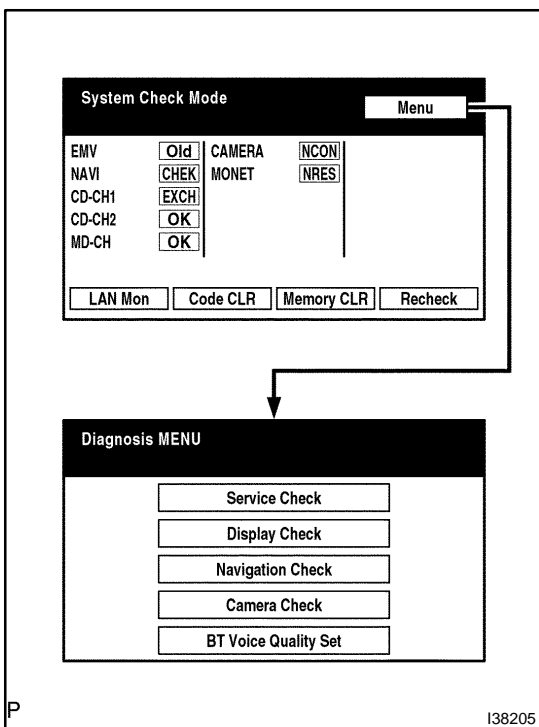 System Check Mode
Menu
EMV Old CAMERA NCON
NAVI CHEK MONET NRES
CD-CH1 EXCH
CD-CH2 OK
MD-CH OK
LAN Mon Code CLR Memory CLR Recheck
Diagnosis MENU
Service Check
Display Check
Navigation Check
Camera Check
BT Voice Quality Set
P
I38205